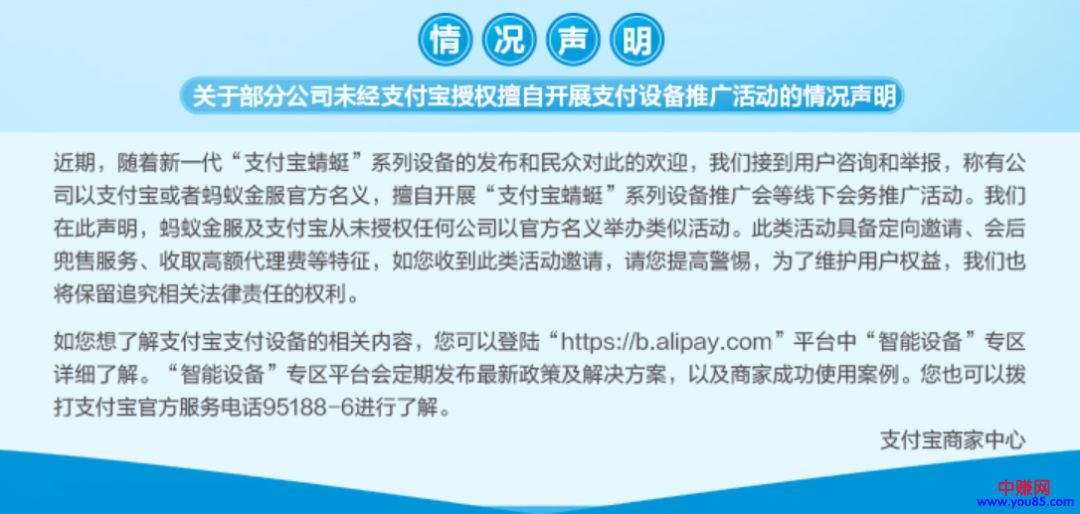 情况声明
关于部分公司未经支付宝授权擅自开展支付设备推广活动的情况声明
近期，随着新一代“支付宝蜻蜓”系列设备的发布和民众对此的欢迎，我们接到用户咨询和举报，称有公
司以支付宝或者蚂蚁金服官方名义，擅自开展“支付宝蜻蜓”系列设备推广会等线下会务推广活动。我们
在此声明，蚂蚁金服及支付宝从未授权任何公司以官方名义举办类似活动。此类活动具备定向邀请、会后
兜售服务、收取高额代理费等特征，如您收到此类活动邀请，请您提高警惕，为了维护用户权益，我们也
将保留追究相关法律责任的权利。
如您想了解支付宝支付设备的相关内容，您可以登陆“https://b.alipay.com”平台中“智能设备”专区
详细了解。“智能设备”专区平台会定期发布最新政策及解决方案，以及商家成功使用案例。您也可以拨
打支付宝官方服务电话95188-6进行了解。
支付宝商家中心
中赚网
www.you85.com